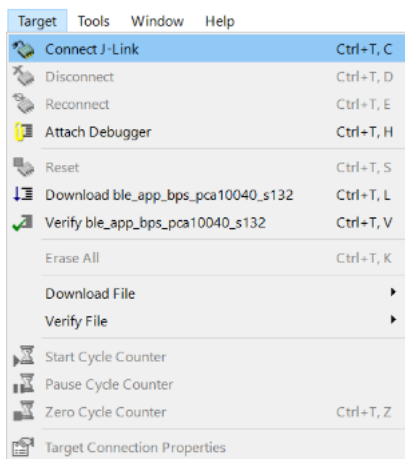 Target Tools Window Help
Connect J-Link Ctrl+T, C
Disconnect Ctrl+T, D
Reconnect Ctrl+T, E
Attach Debugger Ctrl+T, H
Reset Ctrl+T, S
Download ble_app_bps_pca10040_s132 Ctrl+T, L
Verify ble_app_bps_pca10040_s132 Ctrl+T, V
Erase All Ctrl+T, K
Download File
Verify File
Start Cycle Counter
Pause Cycle Counter
Zero Cycle Counter Ctrl+T, Z
Target Connection Properties